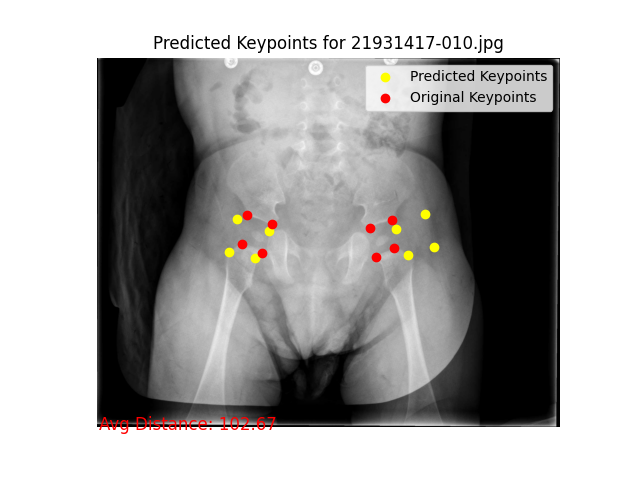 Predicted Keypoints for 21931417-010.jpg
Predicted Keypoints
Original Keypoints
Avg Distance: 102.67